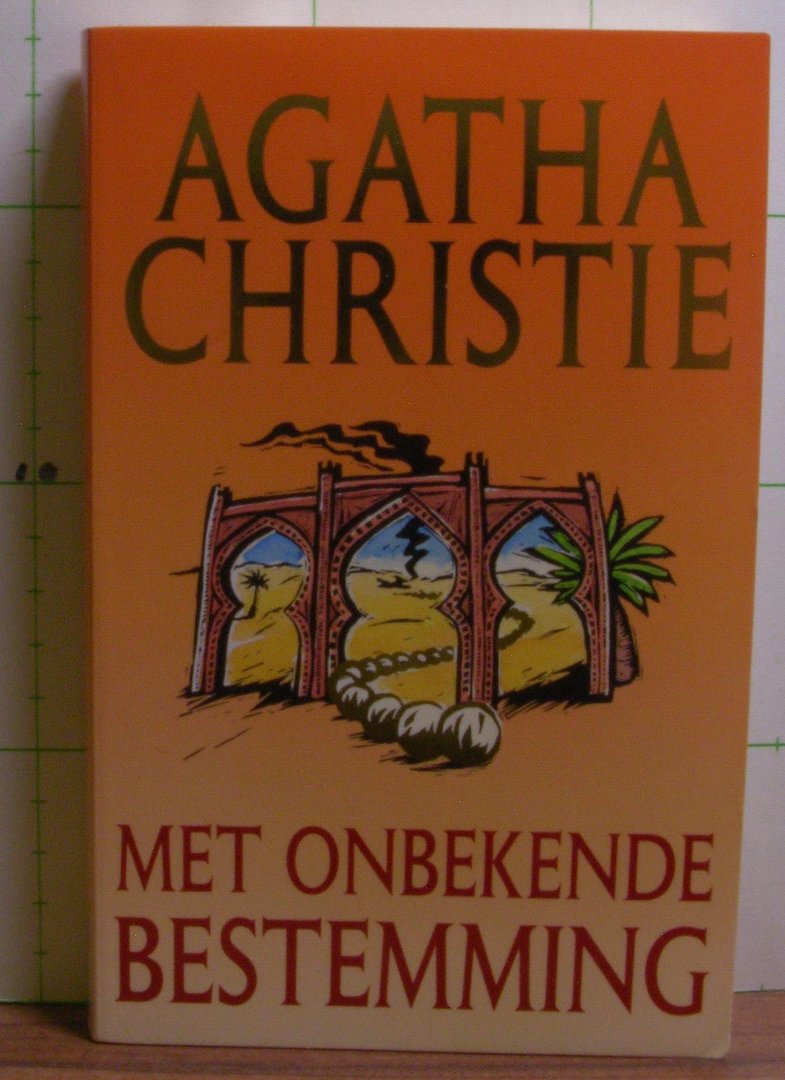 AGATHA
CHRISTIE
MET ONBEKENDE
BESTEMMING